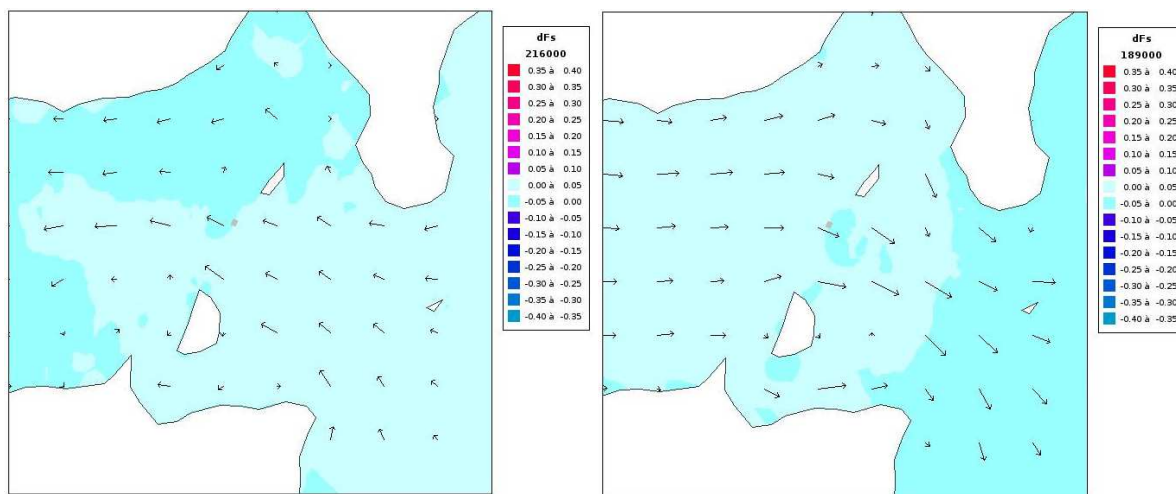 dFs
216000
0.35 à 0.40
0.30 à 0.35
0.25 à 0.30
0.20 à 0.25
0.15 à 0.20
0.10 à 0.15
0.05 à 0.10
0.00 à 0.05
-0.05 à 0.00
-0.10 à -0.05
-0.15 à -0.10
-0.20 à -0.15
-0.25 à -0.20
-0.30 à -0.25
-0.35 à -0.30
-0.40 à -0.35
dFs
189000
0.35 à 0.40
0.30 à 0.35
0.25 à 0.30
0.20 à 0.25
0.15 à 0.20
0.10 à 0.15
0.05 à 0.10
0.00 à 0.05
-0.05 à 0.00
-0.10 à -0.05
-0.15 à -0.10
-0.20 à -0.15
-0.25 à -0.20
-0.30 à -0.25
-0.35 à -0.30
-0.40 à -0.35